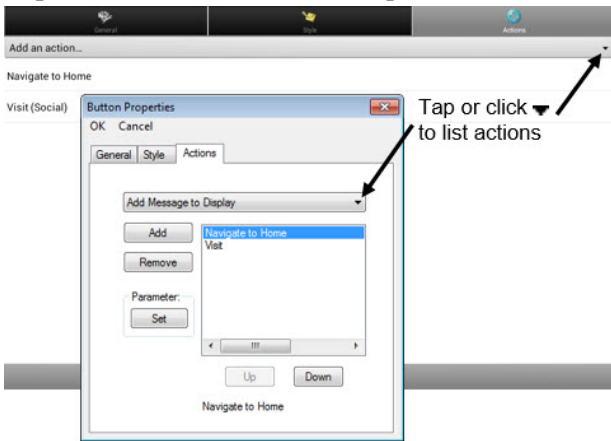 General Style Actions
Add an action...
Navigate to Home
Visit (Social)
Tap or click
to list actions
Button Properties
OK Cancel
General Style Actions
Add Message to Display
Add
Remove
Parameter:
Set
Navigate to Home
Visit
Up Down
Navigate to Home